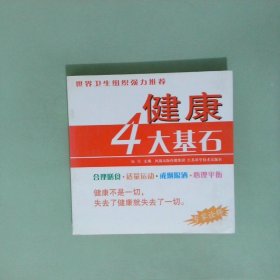 世界卫生组织强力推荐
健康
4大基石
合理膳食·适量运动·戒烟限酒·心理平衡
健康不是一切，
失去了健康就失去了一切。